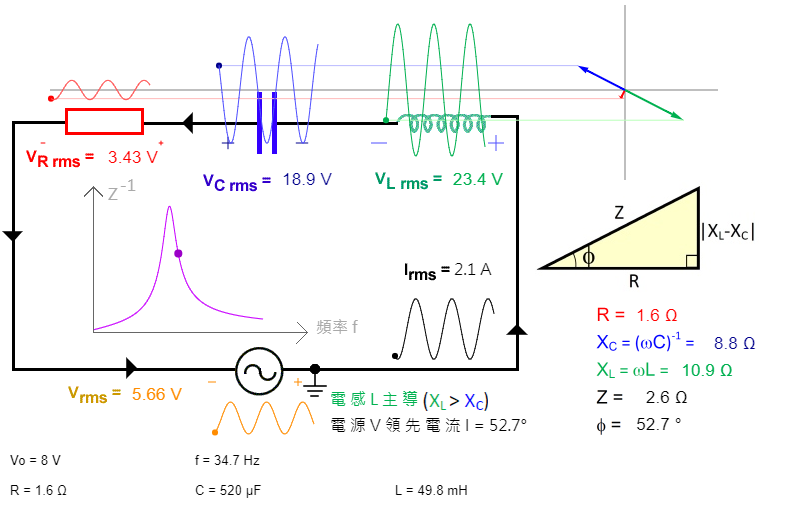 V_R rms = 3.43 V
V_C rms = 18.9 V
V_L rms = 23.4 V
Z⁻¹
頻率 f
I_rms = 2.1 A
Z
|X_L-X_C|
ϕ
R
R = 1.6 Ω
X_C = (ωC)⁻¹ = 8.8 Ω
X_L = ωL = 10.9 Ω
Z = 2.6 Ω
ϕ = 52.7 °
V_rms = 5.66 V
電感L主導 (X_L > X_C)
電源V領先電流I = 52.7°
Vo = 8 V
f = 34.7 Hz
R = 1.6 Ω
C = 520 μF
L = 49.8 mH